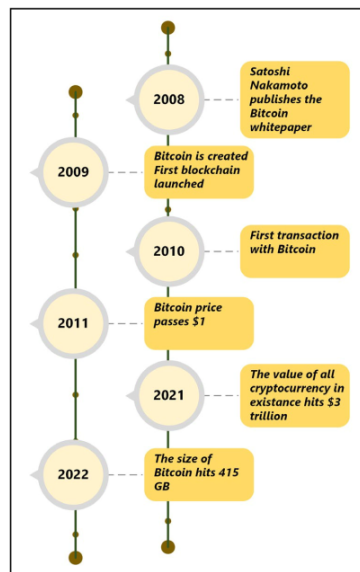 2008
Satoshi
Nakamoto
publishes the
Bitcoin
whitepaper
2009
Bitcoin is created
First blockchain
launched
2010
First transaction
with Bitcoin
2011
Bitcoin price
passes $1
2021
The value of all
cryptocurrency in
existance hits $3
trillion
2022
The size of
Bitcoin hits 415
GB